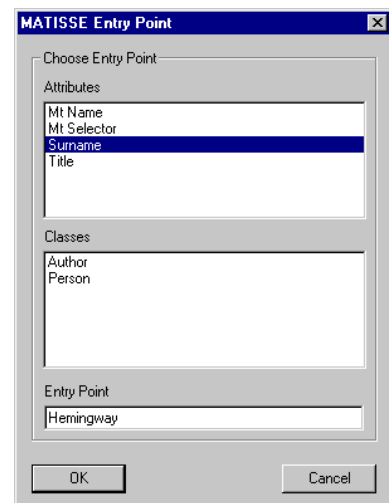 MATISSE Entry Point
Choose Entry Point
Attributes
Mt Name
Mt Selector
Surname
Title
Classes
Author
Person
Entry Point
Hemingway
OK Cancel